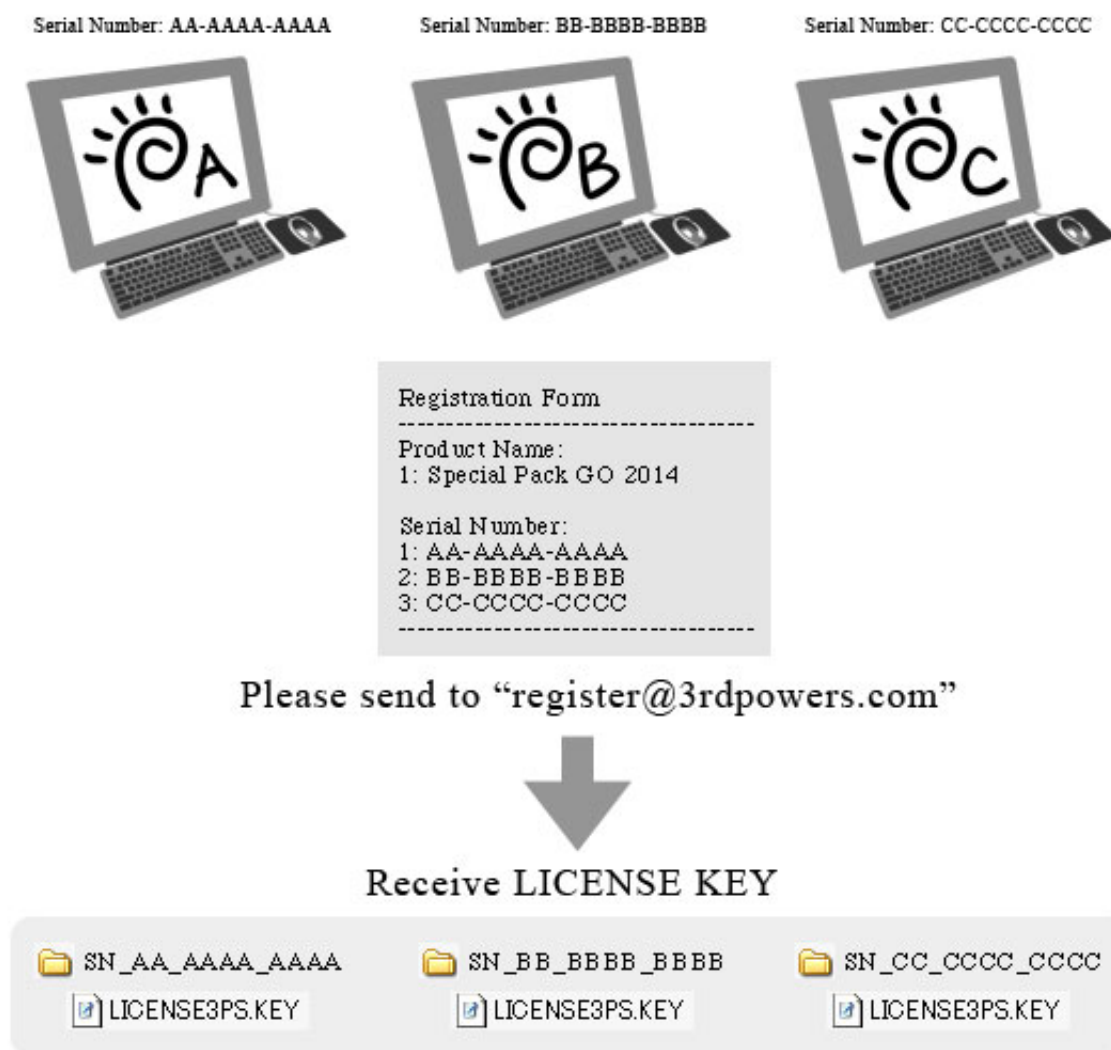 Serial Number: AA-AAAA-AAAA
Serial Number: BB-BBBB-BBBB
Serial Number: CC-CCCC-CCCC
A
B
C
Registration Form
------------------------------------
Product Name:
1: Special Pack GO 2014
Serial Number:
1: AA-AAAA-AAAA
2: BB-BBBB-BBBB
3: CC-CCCC-CCCC
------------------------------------
Please send to “register@3rdpowers.com”
Receive LICENSE KEY
SN_AA_AAAA_AAAA
SN_BB_BBBB_BBBB
SN_CC_CCCC_CCCC
LICENSE3PS.KEY
LICENSE3PS.KEY
LICENSE3PS.KEY